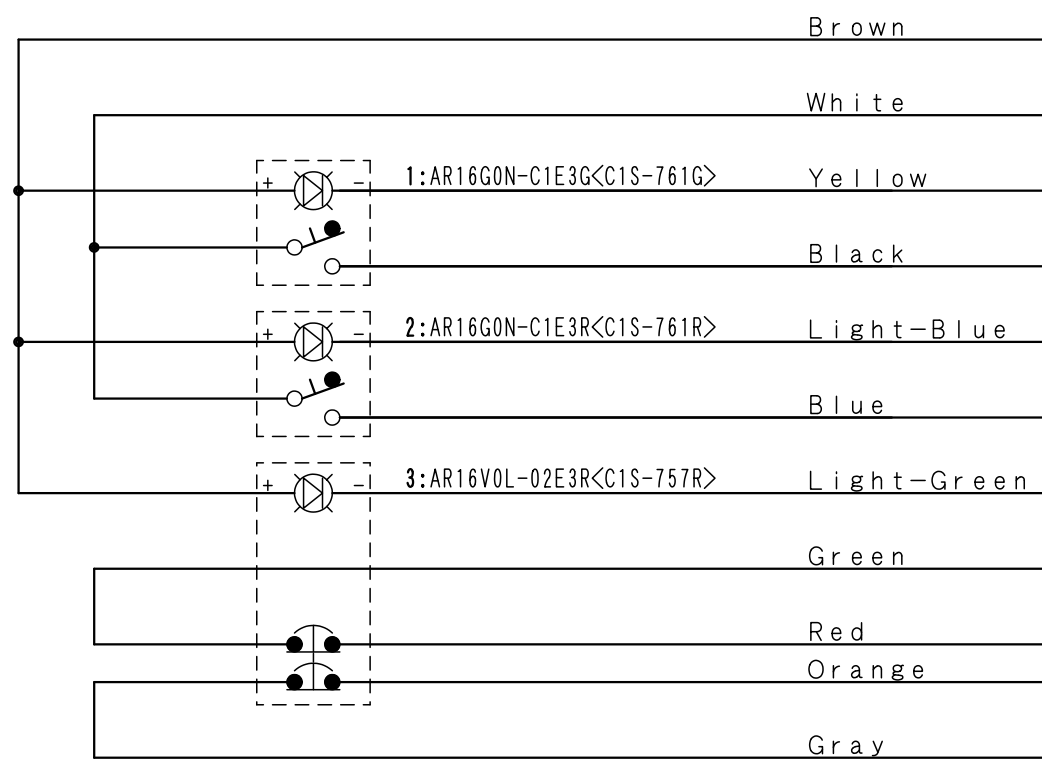 Brown
White
+ - 1:AR16G0N-C1E3G<C1S-761G> Yellow
Black
+ - 2:AR16G0N-C1E3R<C1S-761R> Light-Blue
Blue
+ - 3:AR16V0L-02E3R<C1S-757R> Light-Green
Green
Red
Orange
Gray